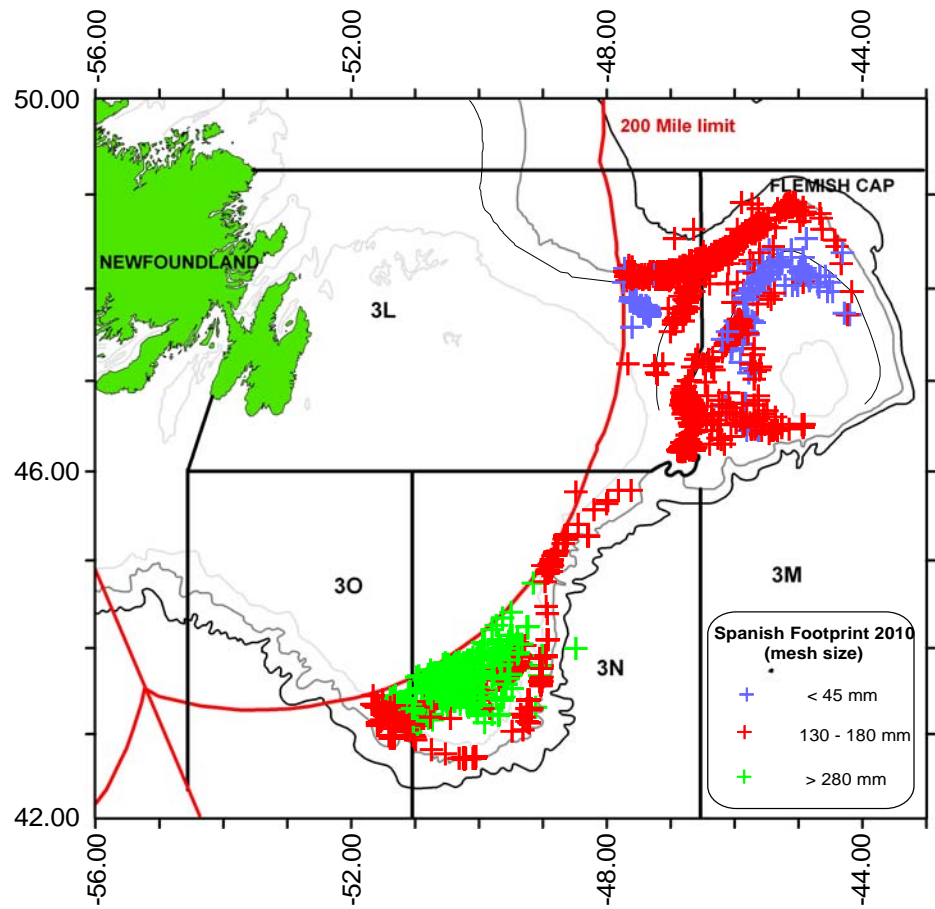 -56.00
-52.00
-48.00
-44.00
50.00
200 Mile limit
FLEMISH CAP
NEWFOUNDLAND
3L
46.00
3O
3M
3N
Spanish Footprint 2010
(mesh size)
< 45 mm
130 - 180 mm
> 280 mm
42.00
-56.00
-52.00
-48.00
-44.00